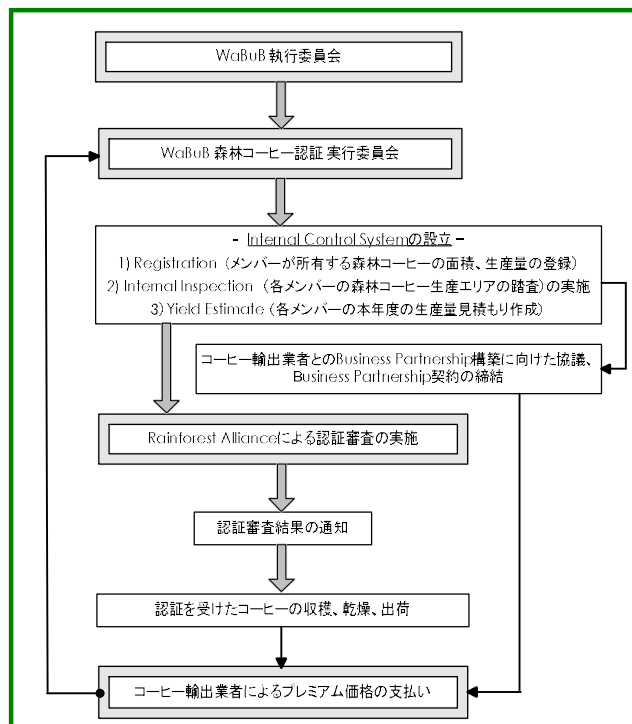 WaBuB 執行委員会
WaBuB 森林コーヒー認証 実行委員会
- Internal Control Systemの設立 -
1) Registration（メンバーが所有する森林コーヒーの面積、生産量の登録）
2) Internal Inspection（各メンバーの森林コーヒー生産エリアの踏査）の実施
3) Yield Estimate（各メンバーの本年度の生産量見積もり作成）
コーヒー輸出業者とのBusiness Partnership構築に向けた協議、
Business Partnership契約の締結
Rainforest Allianceによる認証審査の実施
認証審査結果の通知
認証を受けたコーヒーの収穫、乾燥、出荷
コーヒー輸出業者によるプレミアム価格の支払い